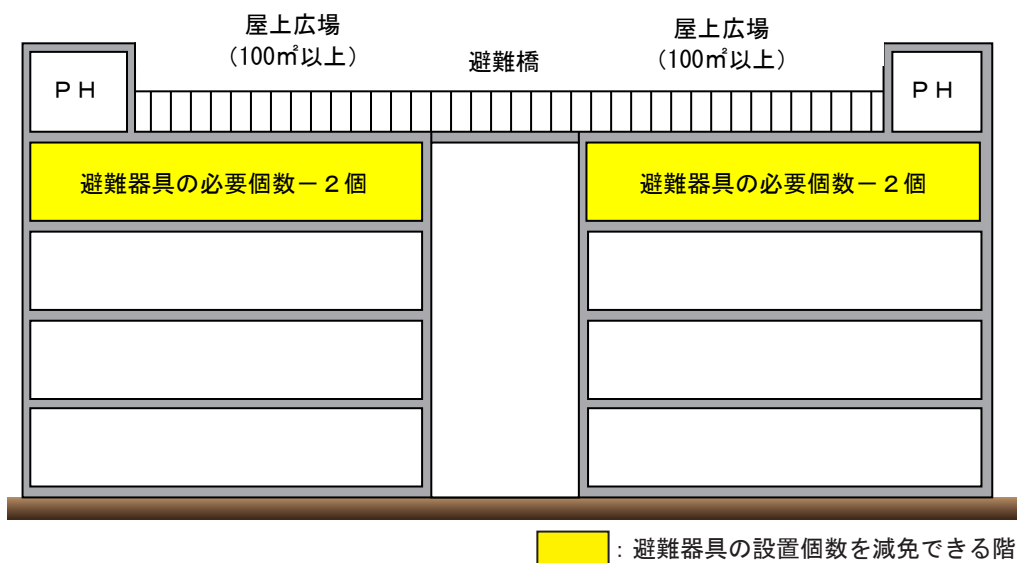 屋上広場
(100㎡以上)
避難橋
屋上広場
(100㎡以上)
ＰＨ
ＰＨ
避難器具の必要個数－２個
避難器具の必要個数－２個
：避難器具の設置個数を減免できる階